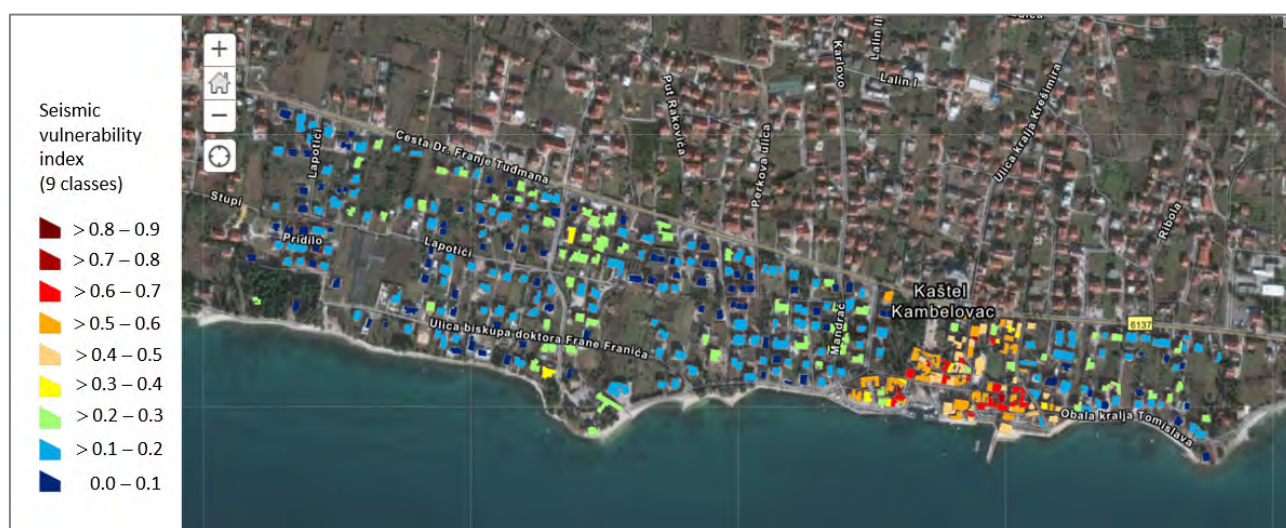 Seismic
vulnerability
index
(9 classes)
> 0.8 – 0.9
> 0.7 – 0.8
> 0.6 – 0.7
> 0.5 – 0.6
> 0.4 – 0.5
> 0.3 – 0.4
> 0.2 – 0.3
> 0.1 – 0.2
0.0 – 0.1
+
−
Lalin II
Karlovo
Lalin I
Put Rakovića
Perkova ulica
Ulica kralja Krešimira
Ribola
Lapotići
Cesta Dr. Franje Tuđmana
Stupi
Pridilo
Lapotići
Ulica biskupa doktora Frane Franića
Mandrač
Kaštel
Kambelovac
6137
Obala kralja Tomislava